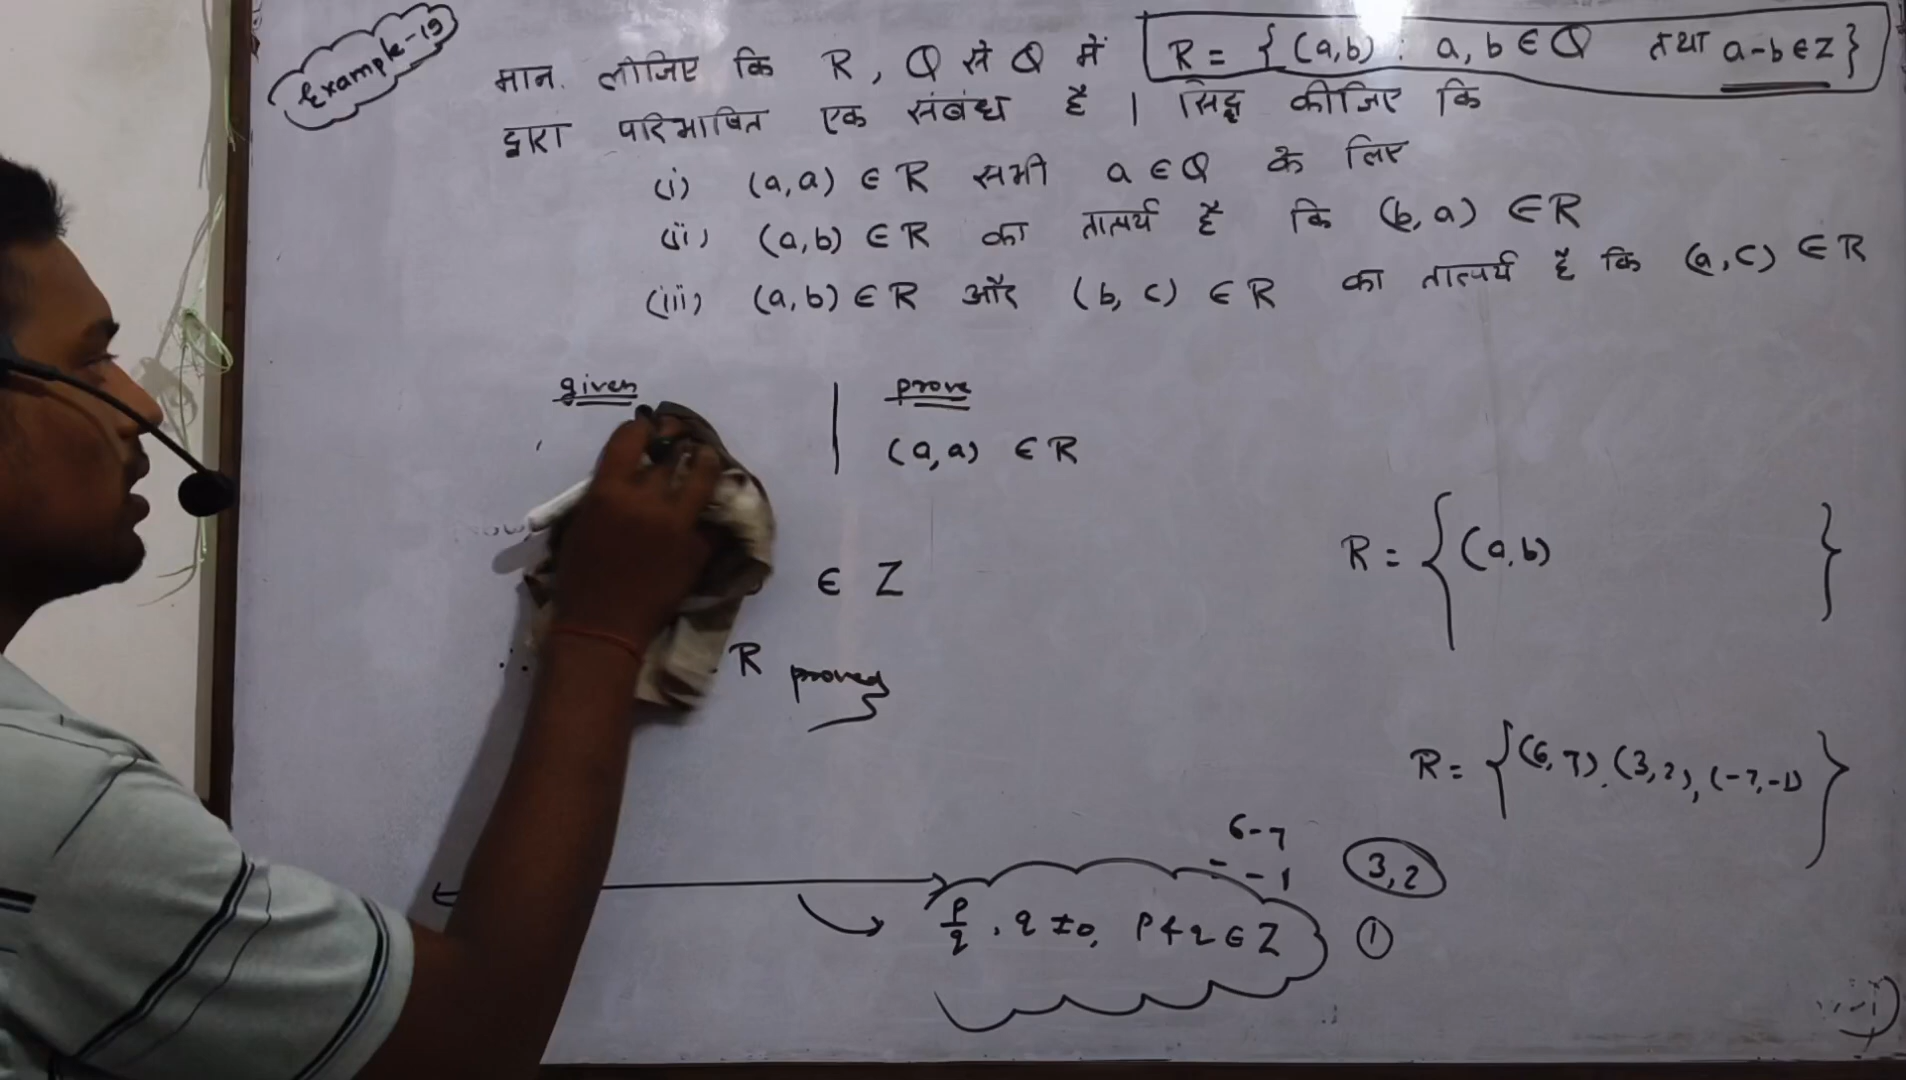 Example-19
मान लीजिए कि R, Q से Q में R = { (a,b) : a, b ∈ Q तथा a-b ∈ Z }
द्वारा परिभाषित एक संबंध है । सिद्ध कीजिए कि
(i) (a,a) ∈ R सभी a ∈ Q के लिए
(ii) (a,b) ∈ R का तात्पर्य है कि (b,a) ∈ R
(iii) (a,b) ∈ R और (b,c) ∈ R का तात्पर्य है कि (a,c) ∈ R
given
prove
(a,a) ∈ R
∈ Z
∴ R proved
R = { (a,b) }
R = { (6,7), (3,2), (-7,-1) }
6-7
= -1
3,2
1
p/q, q ≠ 0, p & q ∈ Z